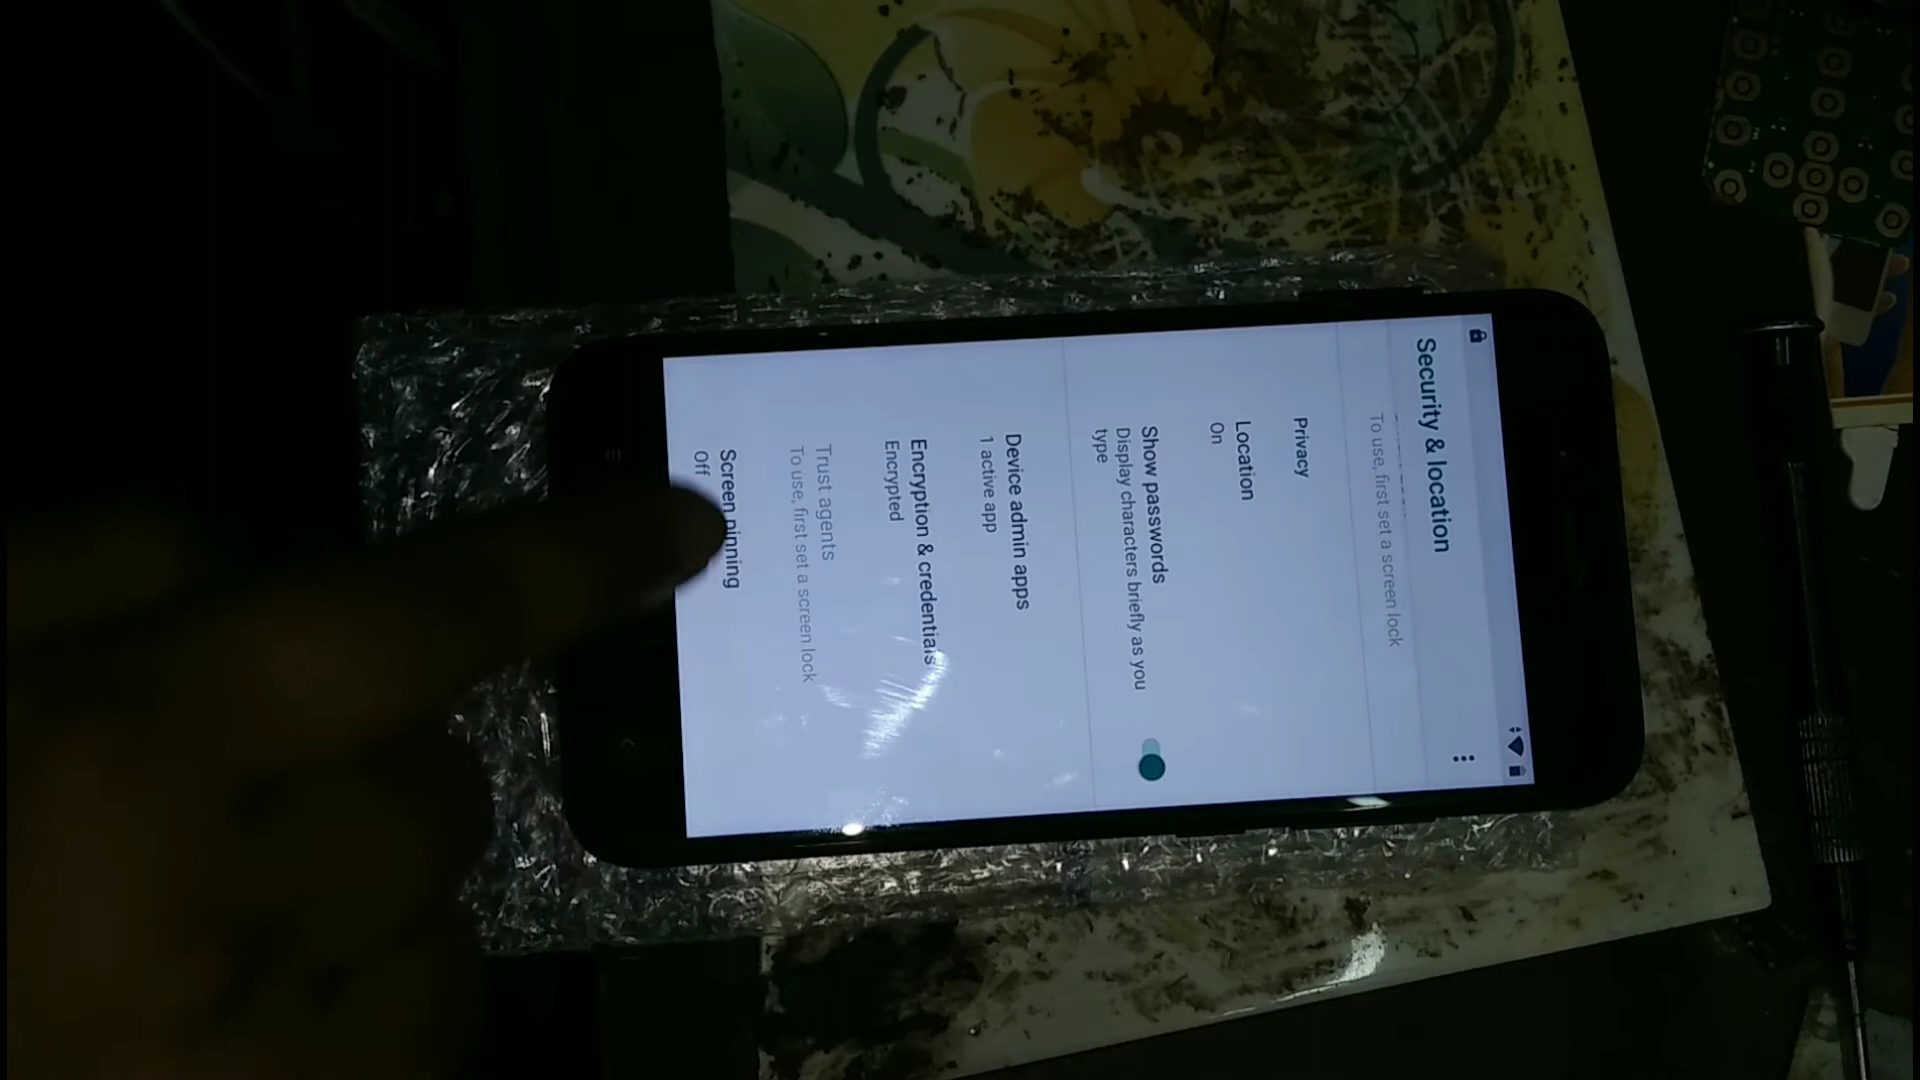 Security & location
To use, first set a screen lock
Privacy
Location
On
Show passwords
Display characters briefly as you
type
Device admin apps
1 active app
Encryption & credentials
Encrypted
Trust agents
To use, first set a screen lock
Screen pinning
Off